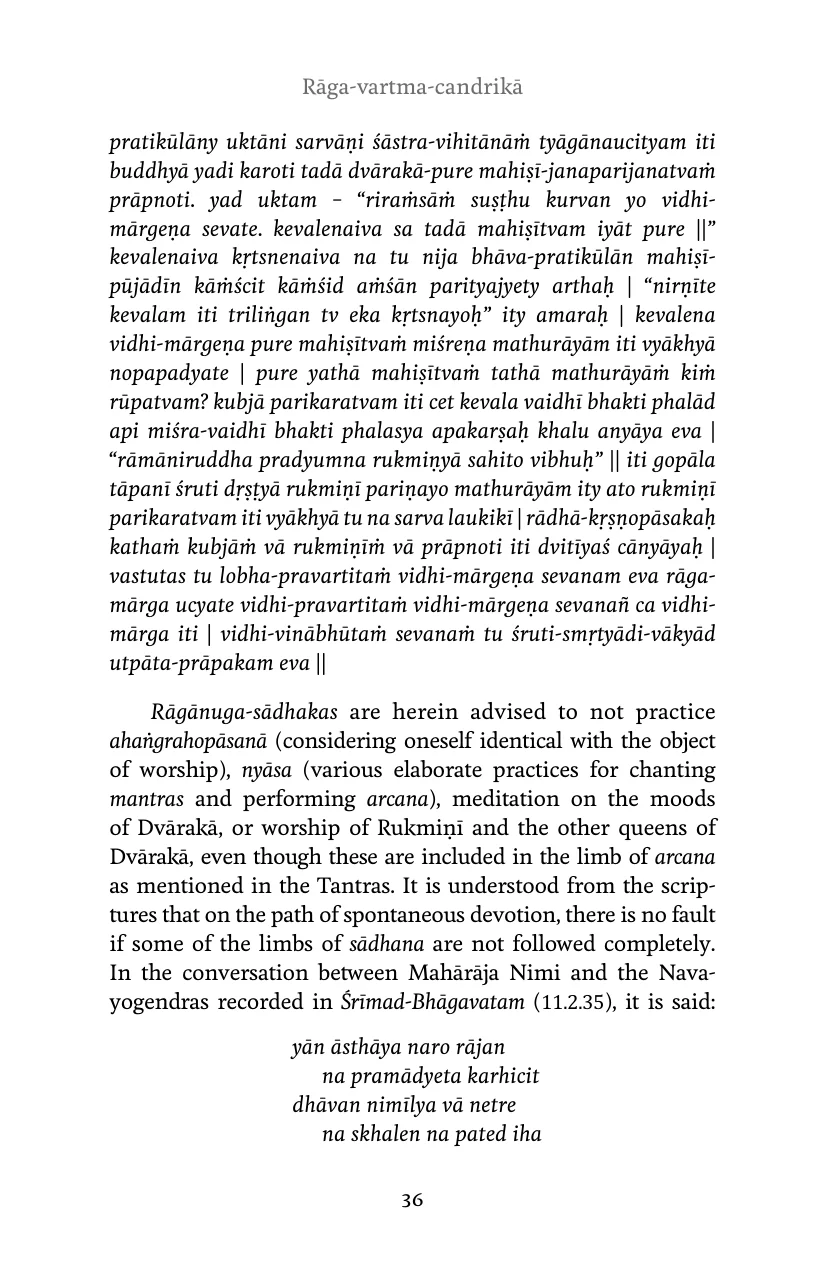 Rāga-vartma-candrikā
pratikūlāny uktāni sarvāṇi śāstra-vihitānāṁ tyāgānaucityam iti
buddhyā yadi karoti tadā dvārakā-pure mahiṣī-janaparijanatvaṁ
prāpnoti. yad uktam – “riraṁsāṁ suṣṭhu kurvan yo vidhi-
mārgeṇa sevate. kevalenaiva sa tadā mahiṣītvam iyāt pure ||”
kevalenaiva kṛtsnenaiva na tu nija bhāva-pratikūlān mahiṣī-
pūjādīn kāṁścit kāṁśid aṁśān parityajyety arthaḥ | “nirṇīte
kevalam iti triliṅgan tv eka kṛtsnayoḥ” ity amaraḥ | kevalena
vidhi-mārgeṇa pure mahiṣītvaṁ miśreṇa mathurāyām iti vyākhyā
nopapadyate | pure yathā mahiṣītvaṁ tathā mathurāyāṁ kiṁ
rūpatvam? kubjā parikaratvam iti cet kevala vaidhī bhakti phalād
api miśra-vaidhī bhakti phalasya apakarṣaḥ khalu anyāya eva |
“rāmāniruddha pradyumna rukmiṇyā sahito vibhuḥ” || iti gopāla
tāpanī śruti dṛṣṭyā rukmiṇī pariṇayo mathurāyām ity ato rukmiṇī
parikaratvam iti vyākhyā tu na sarva laukikī | rādhā-kṛṣṇopāsakaḥ
kathaṁ kubjāṁ vā rukmiṇīṁ vā prāpnoti iti dvitīyaś cānyāyaḥ |
vastutas tu lobha-pravartitaṁ vidhi-mārgeṇa sevanam eva rāga-
mārga ucyate vidhi-pravartitaṁ vidhi-mārgeṇa sevanañ ca vidhi-
mārga iti | vidhi-vinābhūtaṁ sevanaṁ tu śruti-smṛtyādi-vākyād
utpāta-prāpakam eva ||
Rāgānuga-sādhakas are herein advised to not practice
ahaṅgrahopāsanā (considering oneself identical with the object
of worship), nyāsa (various elaborate practices for chanting
mantras and performing arcana), meditation on the moods
of Dvārakā, or worship of Rukmiṇī and the other queens of
Dvārakā, even though these are included in the limb of arcana
as mentioned in the Tantras. It is understood from the scrip-
tures that on the path of spontaneous devotion, there is no fault
if some of the limbs of sādhana are not followed completely.
In the conversation between Mahārāja Nimi and the Nava-
yogendras recorded in Śrīmad-Bhāgavatam (11.2.35), it is said:
yān āsthāya naro rājan
na pramādyeta karhicit
dhāvan nimīlya vā netre
na skhalen na pated iha
36